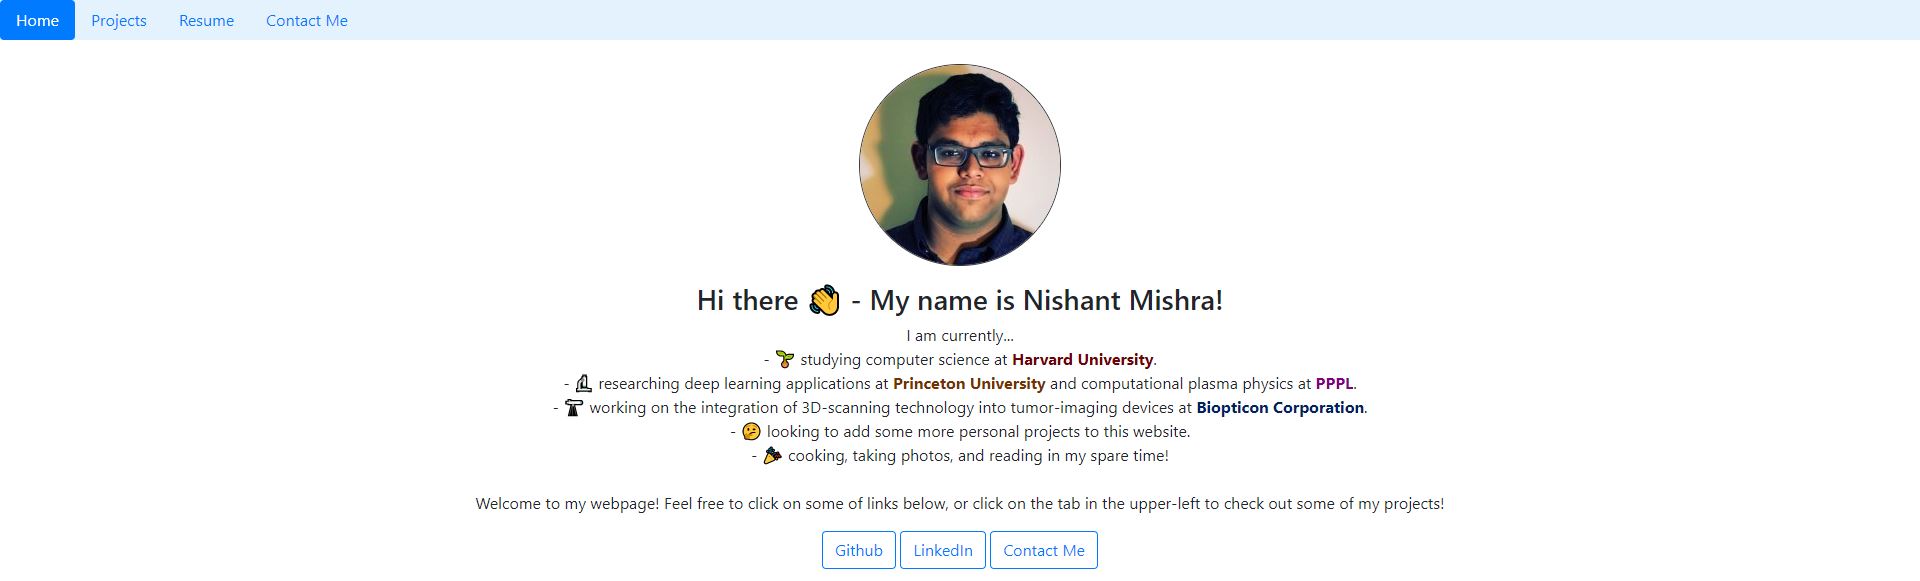 Home Projects Resume Contact Me
Hi there 👋 - My name is Nishant Mishra!
I am currently...
- 🌱 studying computer science at Harvard University.
- 🔬 researching deep learning applications at Princeton University and computational plasma physics at PPPL.
- 🔭 working on the integration of 3D-scanning technology into tumor-imaging devices at Biopticon Corporation.
- 🤔 looking to add some more personal projects to this website.
- 🎉 cooking, taking photos, and reading in my spare time!
Welcome to my webpage! Feel free to click on some of links below, or click on the tab in the upper-left to check out some of my projects!
Github LinkedIn Contact Me